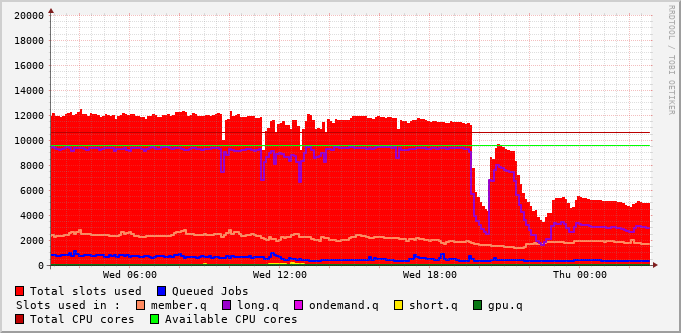 20000
18000
16000
14000
12000
10000
8000
6000
4000
2000
0
Wed 06:00 Wed 12:00 Wed 18:00 Thu 00:00
Total slots used Queued Jobs
Slots used in : member.q long.q ondemand.q short.q gpu.q
Total CPU cores Available CPU cores
RRDTOOL / TOBI OETIKER